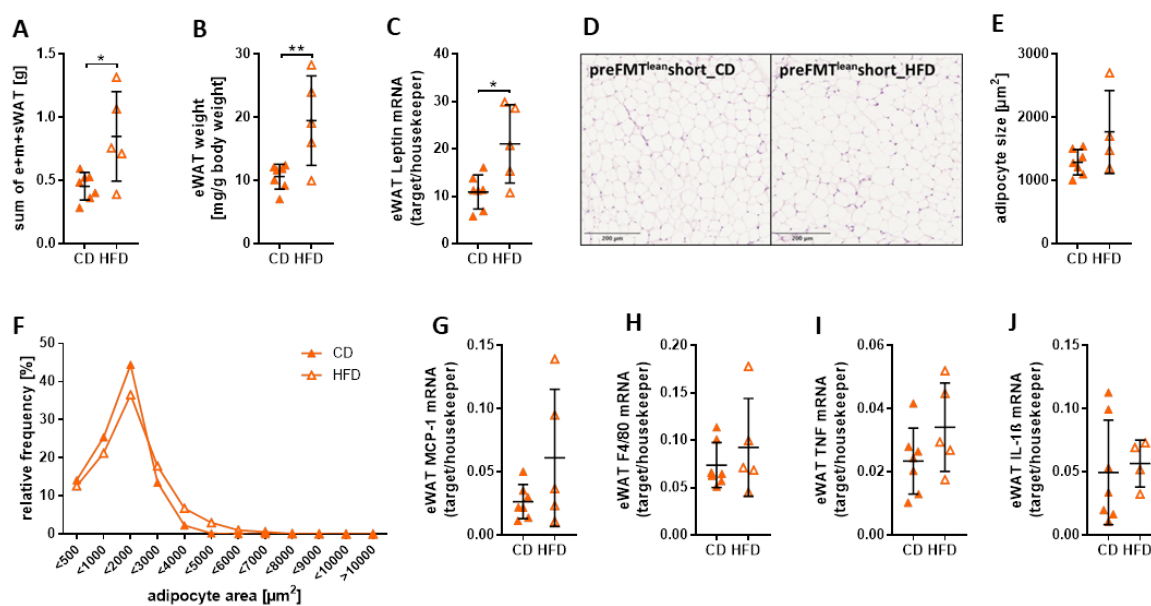 A
sum of e+m+sWAT [g]
1.5
1.0
0.5
0.0
*
CD HFD
B
eWAT weight
[mg/g body weight]
30
20
10
0
**
CD HFD
C
eWAT Leptin mRNA
(target/housekeeper)
40
30
20
10
0
*
CD HFD
D
preFMTleanshort_CD
200 µm
preFMTleanshort_HFD
200 µm
E
adipocyte size [µm²]
3000
2000
1000
0
CD HFD
F
relative frequency [%]
50
40
30
20
10
0
CD
HFD
<500
<1000
<2000
<3000
<4000
<5000
<6000
<7000
<8000
<9000
<10000
>10000
adipocyte area [µm²]
G
eWAT MCP-1 mRNA
(target/housekeeper)
0.15
0.10
0.05
0.00
CD HFD
H
eWAT F4/80 mRNA
(target/housekeeper)
0.20
0.15
0.10
0.05
0.00
CD HFD
I
eWAT TNF mRNA
(target/housekeeper)
0.06
0.04
0.02
0.00
CD HFD
J
eWAT IL-1ß mRNA
(target/housekeeper)
0.15
0.10
0.05
0.00
CD HFD